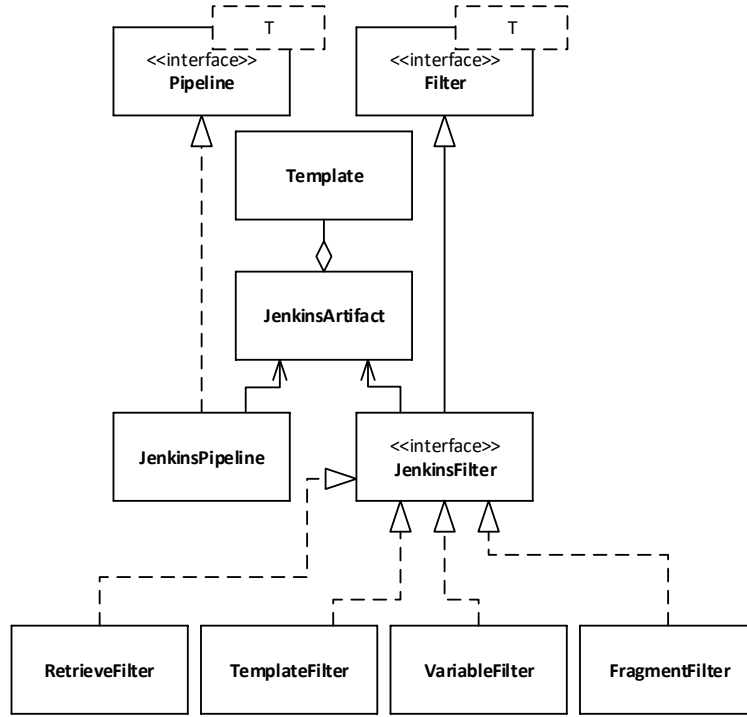 T
<<interface>>
Pipeline
T
<<interface>>
Filter
Template
JenkinsArtifact
JenkinsPipeline
<<interface>>
JenkinsFilter
RetrieveFilter
TemplateFilter
VariableFilter
FragmentFilter